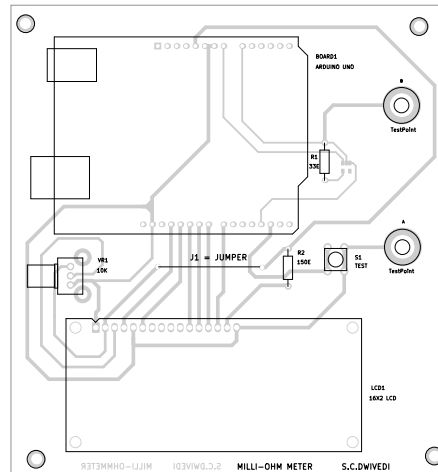 BOARD1
ARDUINO UNO
B
TestPoint
R1
33E
A
TestPoint
VR1
10K
J1 = JUMPER
R2
150E
S1
TEST
LCD1
16X2 LCD
MILLI-OHMMETER S.C.DWIVEDI MILLI-OHM METER S.C.DWIVEDI